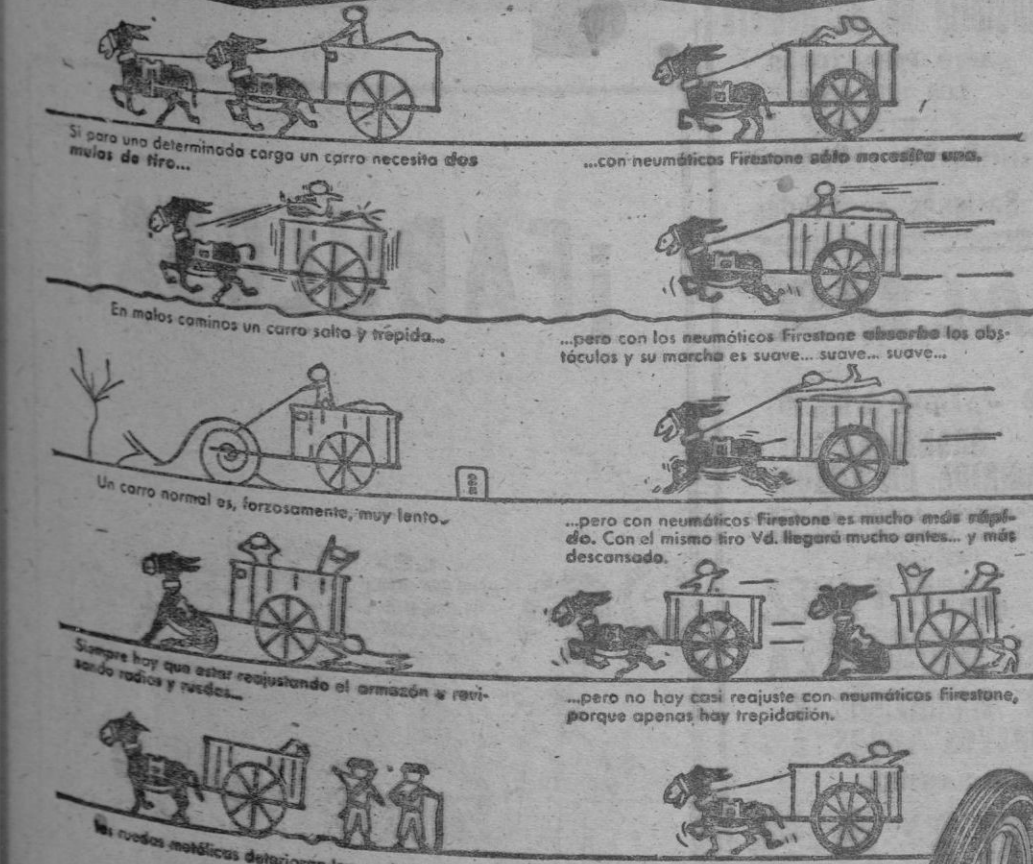 Si para una determinada carga un carro necesita dos
mulas de tiro...
...con neumáticos Firestone sólo necesita una.
En malos caminos un carro salta y trépida...
...pero con los neumáticos Firestone absorbe los obs-
táculos y su marcha es suave... suave... suave...
Un carro normal es, forzosamente, muy lento.
...pero con neumáticos Firestone es mucho más rápi-
do. Con el mismo tiro Vd. llegará mucho antes... y más
descansado.
Siempre hay que estar reajustando el armazón y revi-
sando radios y ruedas...
...pero no hay casi reajuste con neumáticos Firestone,
porque apenas hay trepidación.
las ruedas metálicas deterioran